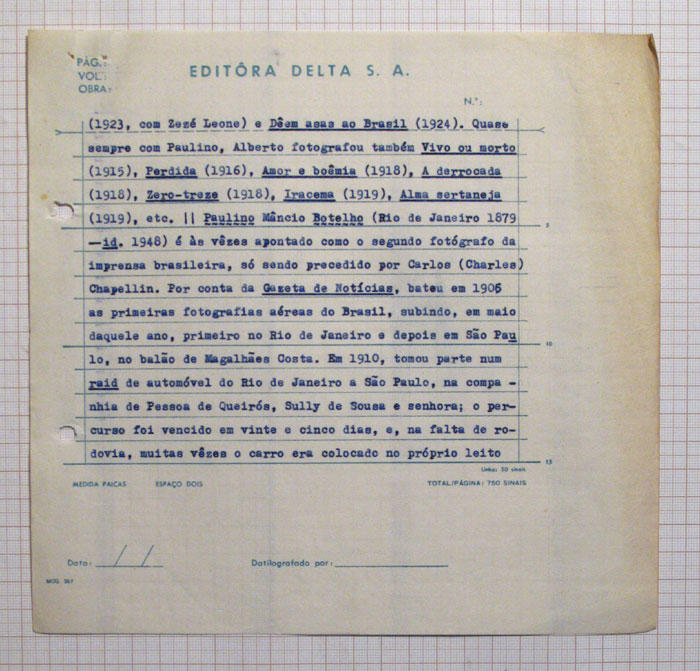 PÁG.:
VOL.:
OBRA:
EDITÔRA DELTA S. A.
N.º:
(1923, com Zezé Leone) e Dêem asas ao Brasil (1924). Quase
sempre com Paulino, Alberto fotografou também Vivo ou morto
(1915), Perdida (1916), Amor e boêmia (1918), A derrocada
(1918), Zero-treze (1918), Iracema (1919), Alma sertaneja
(1919), etc. || Paulino Mâncio Botelho (Rio de Janeiro 1879
5
—id. 1948) é às vêzes apontado como o segundo fotógrafo da
imprensa brasileira, só sendo precedido por Carlos (Charles)
Chapellin. Por conta da Gazeta de Notícias, bateu em 1906
as primeiras fotografias aéreas do Brasil, subindo, em maio
daquele ano, primeiro no Rio de Janeiro e depois em São Pau
10
lo, no balão de Magalhães Costa. Em 1910, tomou parte num
raid de automóvel do Rio de Janeiro a São Paulo, na compa -
nhia de Pessoa de Queirós, Sully de Sousa e senhora; o per-
curso foi vencido em vinte e cinco dias, e, na falta de ro-
dovia, muitas vêzes o carro era colocado no próprio leito
15
Linha: 50 sinais
MEDIDA PAICAS ESPAÇO DOIS TOTAL/PÁGINA: 750 SINAIS
Data: / / Datilografado por:
MOD. 367